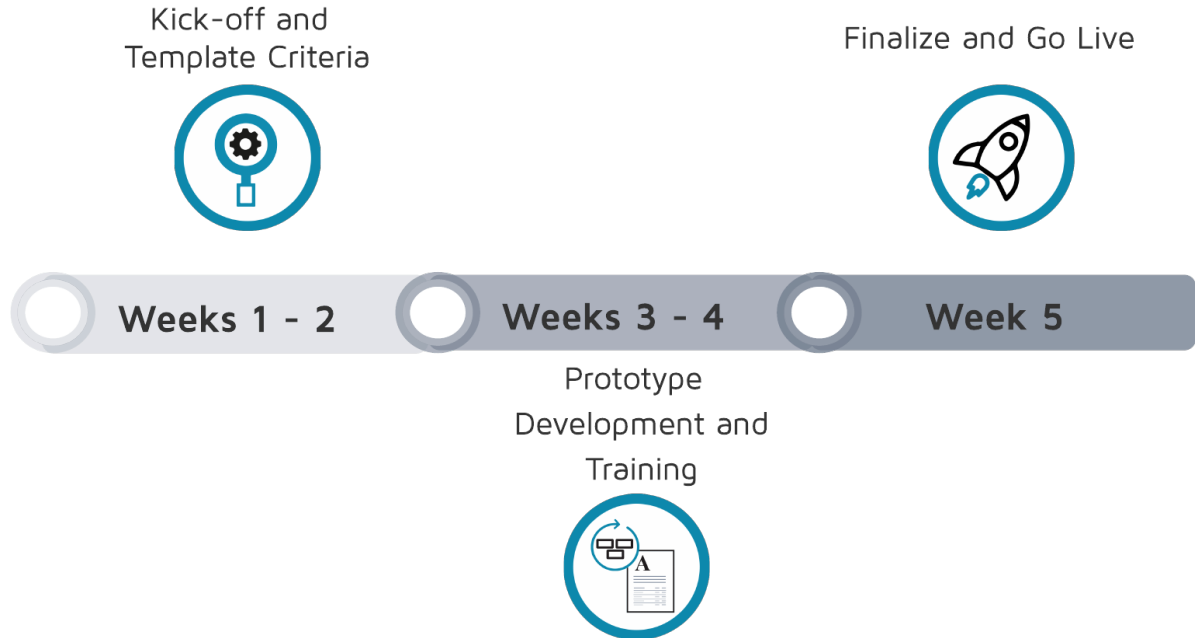 Kick-off and
Template Criteria
Finalize and Go Live
Weeks 1 - 2
Weeks 3 - 4
Week 5
Prototype
Development and
Training
A